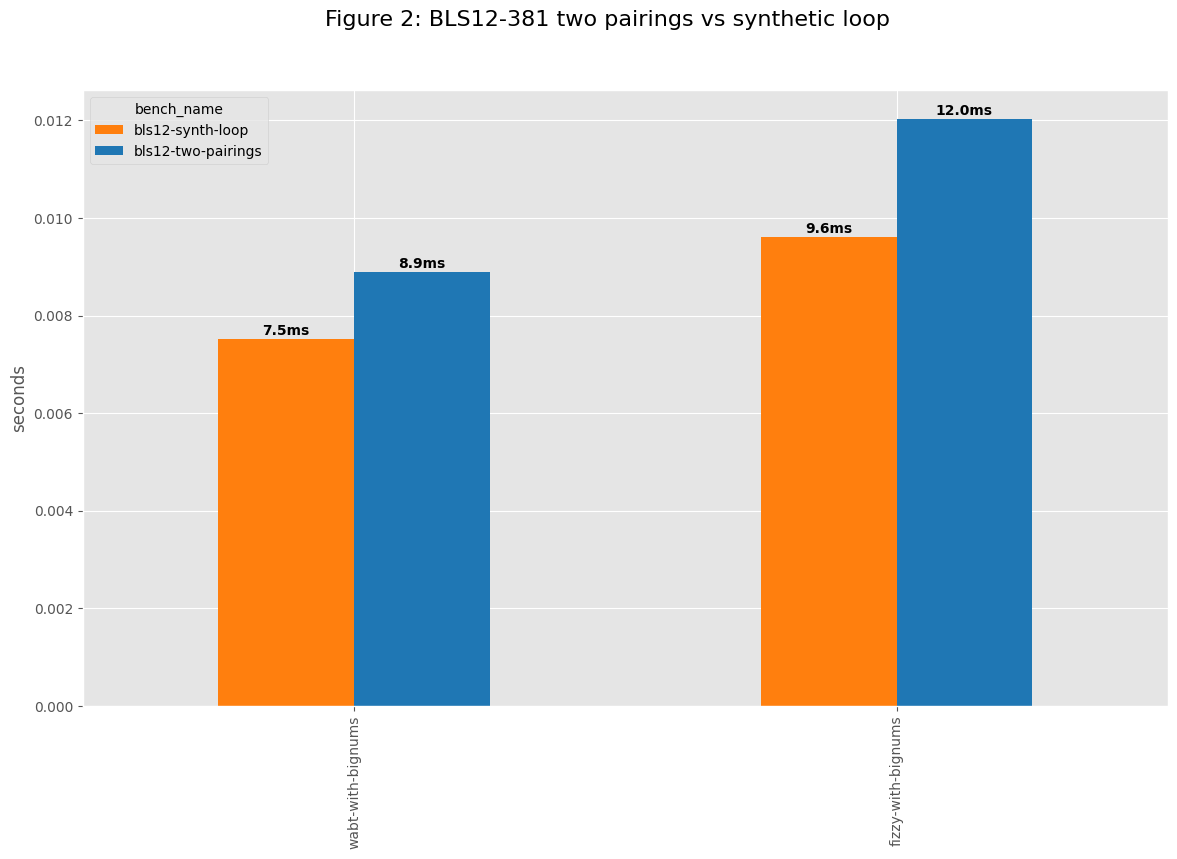 Figure 2: BLS12-381 two pairings vs synthetic loop
bench_name
bls12-synth-loop
bls12-two-pairings
12.0ms
9.6ms
8.9ms
7.5ms
0.012
0.010
0.008
0.006
0.004
0.002
0.000
seconds
wabt-with-bignums
fizzy-with-bignums